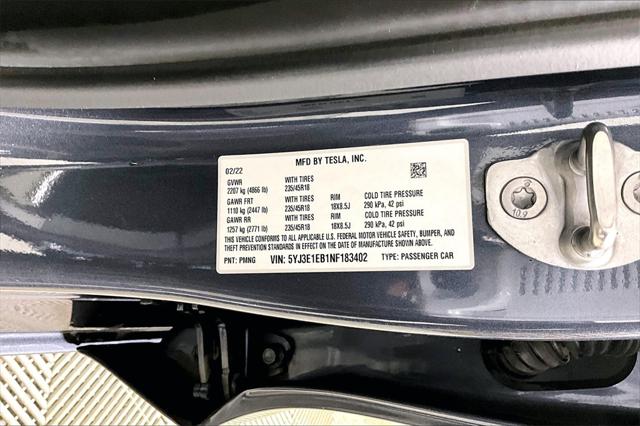 MFD BY TESLA, INC.
02/22
GVWR WITH TIRES
2207 kg (4866 lb) 235/45R18
GAWR FRT WITH TIRES RIM COLD TIRE PRESSURE
1110 kg (2447 lb) 235/45R18 18X8.5J 290 kPa, 42 psi
GAWR RR WITH TIRES RIM COLD TIRE PRESSURE
1257 kg (2771 lb) 235/45R18 18X8.5J 290 kPa, 42 psi
THIS VEHICLE CONFORMS TO ALL APPLICABLE U.S. FEDERAL MOTOR VEHICLE SAFETY, BUMPER, AND
THEFT PREVENTION STANDARDS IN EFFECT ON THE DATE OF MANUFACTURE SHOWN ABOVE.
PNT: PMNG VIN: 5YJ3E1EB1NF183402 TYPE: PASSENGER CAR
10.9